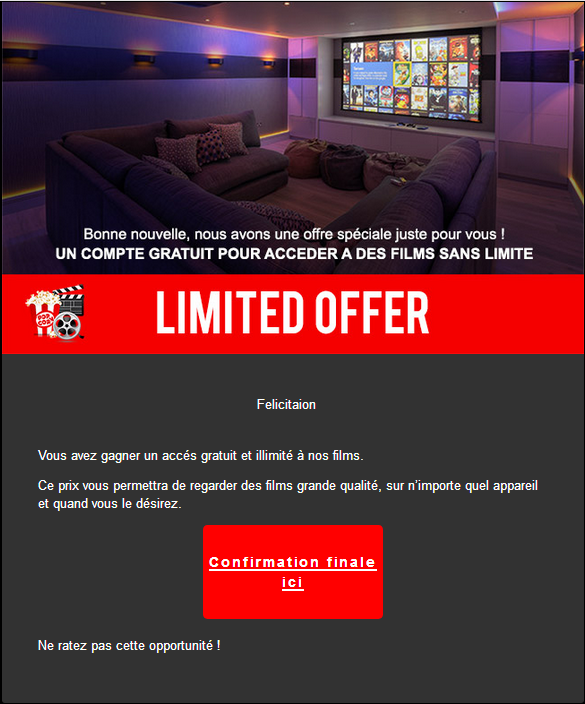 Bonne nouvelle, nous avons une offre spéciale juste pour vous !
UN COMPTE GRATUIT POUR ACCEDER A DES FILMS SANS LIMITE
POP CORN
LIMITED OFFER
Felicitaion
Vous avez gagner un accés gratuit et illimité à nos films.
Ce prix vous permettra de regarder des films grande qualité, sur n'importe quel appareil
et quand vous le désirez.
Confirmation finale
ici
Ne ratez pas cette opportunité !